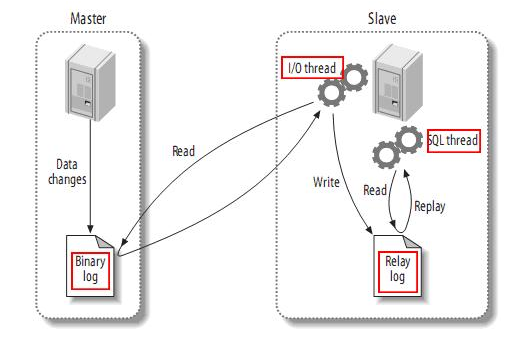 Master
Slave
I/O thread
SQL thread
Data
changes
Read
Write
Read
Replay
Binary
log
Relay
log